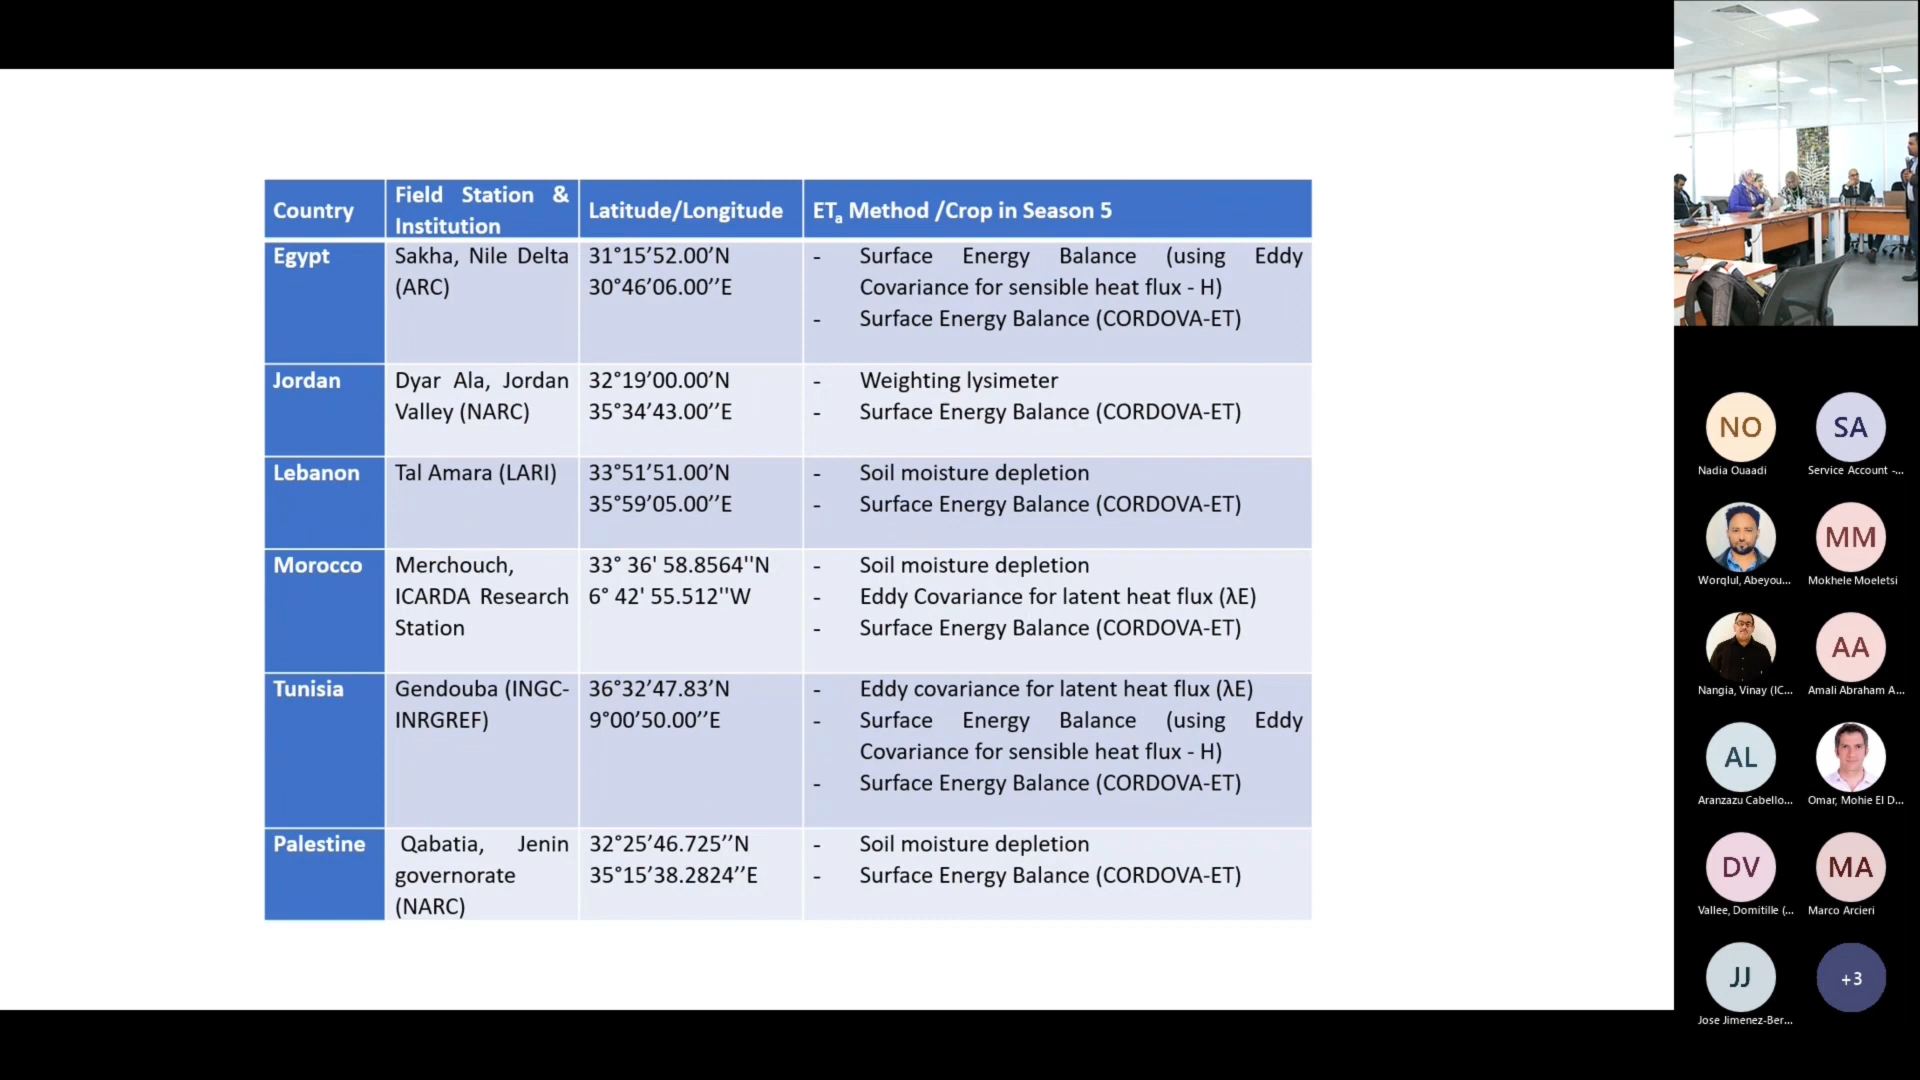 Country
Field Station &
Institution
Latitude/Longitude
ETa Method /Crop in Season 5
Egypt
Sakha, Nile Delta
(ARC)
31°15’52.00’N
30°46’06.00’’E
- Surface Energy Balance (using Eddy
Covariance for sensible heat flux - H)
- Surface Energy Balance (CORDOVA-ET)
Jordan
Dyar Ala, Jordan
Valley (NARC)
32°19’00.00’N
35°34’43.00’’E
- Weighting lysimeter
- Surface Energy Balance (CORDOVA-ET)
Lebanon
Tal Amara (LARI)
33°51’51.00’N
35°59’05.00’’E
- Soil moisture depletion
- Surface Energy Balance (CORDOVA-ET)
Morocco
Merchouch,
ICARDA Research
Station
33° 36' 58.8564''N
6° 42' 55.512''W
- Soil moisture depletion
- Eddy Covariance for latent heat flux (λE)
- Surface Energy Balance (CORDOVA-ET)
Tunisia
Gendouba (INGC-
INRGREF)
36°32’47.83’N
9°00’50.00’’E
- Eddy covariance for latent heat flux (λE)
- Surface Energy Balance (using Eddy
Covariance for sensible heat flux - H)
- Surface Energy Balance (CORDOVA-ET)
Palestine
Qabatia, Jenin
governorate
(NARC)
32°25’46.725’’N
35°15’38.2824’’E
- Soil moisture depletion
- Surface Energy Balance (CORDOVA-ET)
NO
Nadia Ouaadi
SA
Service Account -...
Worqlul, Abeyou...
MM
Mokhele Moeletsi
Nangia, Vinay (IC...
AA
Amali Abraham A...
AL
Aranzazu Cabello...
Omar, Mohie El D...
DV
Vallee, Domitille (...
MA
Marco Arcieri
JJ
Jose Jimenez-Ber...
+3